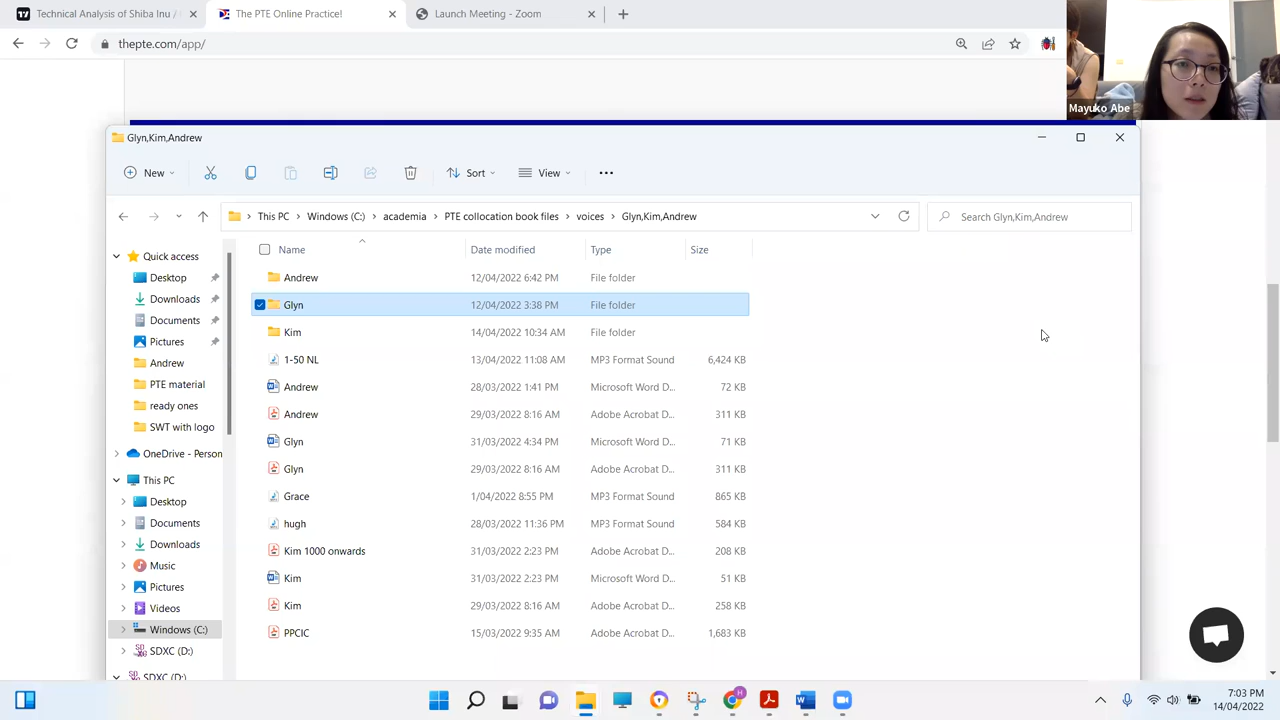 Technical Analysis of Shiba Inu /
The PTE Online Practice!
Launch Meeting - Zoom
thepte.com/app/
Mayuko Abe
Glyn,Kim,Andrew
New
Sort
View
This PC > Windows (C:) > academia > PTE collocation book files > voices > Glyn,Kim,Andrew
Search Glyn,Kim,Andrew
Name Date modified Type Size
Quick access
Desktop
Downloads
Documents
Pictures
Andrew
PTE material
ready ones
SWT with logo
OneDrive - Person
This PC
Desktop
Documents
Downloads
Music
Pictures
Videos
Windows (C:)
SDXC (D:)
SDXC (D:)
Andrew 12/04/2022 6:42 PM File folder
Glyn 12/04/2022 3:38 PM File folder
Kim 14/04/2022 10:34 AM File folder
1-50 NL 13/04/2022 11:08 AM MP3 Format Sound 6,424 KB
Andrew 28/03/2022 1:41 PM Microsoft Word D... 72 KB
Andrew 29/03/2022 8:16 AM Adobe Acrobat D... 311 KB
Glyn 31/03/2022 4:34 PM Microsoft Word D... 71 KB
Glyn 29/03/2022 8:16 AM Adobe Acrobat D... 311 KB
Grace 1/04/2022 8:55 PM MP3 Format Sound 865 KB
hugh 28/03/2022 11:36 PM MP3 Format Sound 584 KB
Kim 1000 onwards 31/03/2022 2:23 PM Adobe Acrobat D... 208 KB
Kim 31/03/2022 2:23 PM Microsoft Word D... 51 KB
Kim 29/03/2022 8:16 AM Adobe Acrobat D... 258 KB
PPCIC 15/03/2022 9:35 AM Adobe Acrobat D... 1,683 KB
7:03 PM
14/04/2022